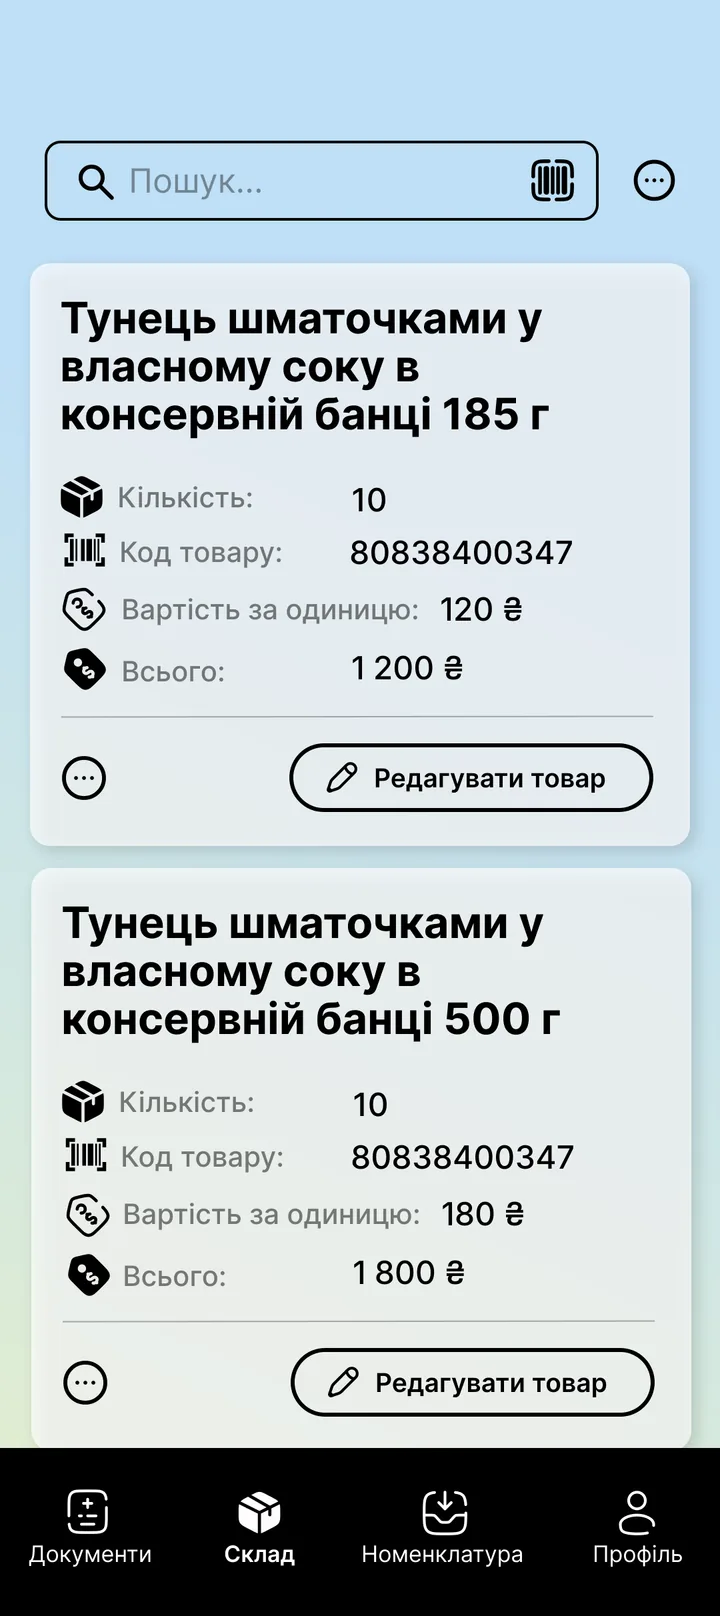 Пошук...
Тунець шматочками у
власному соку в
консервній банці 185 г
Кількість: 10
Код товару: 80838400347
Вартість за одиницю: 120 ₴
Всього: 1 200 ₴
Редагувати товар
Тунець шматочками у
власному соку в
консервній банці 500 г
Кількість: 10
Код товару: 80838400347
Вартість за одиницю: 180 ₴
Всього: 1 800 ₴
Редагувати товар
Документи Склад Номенклатура Профіль